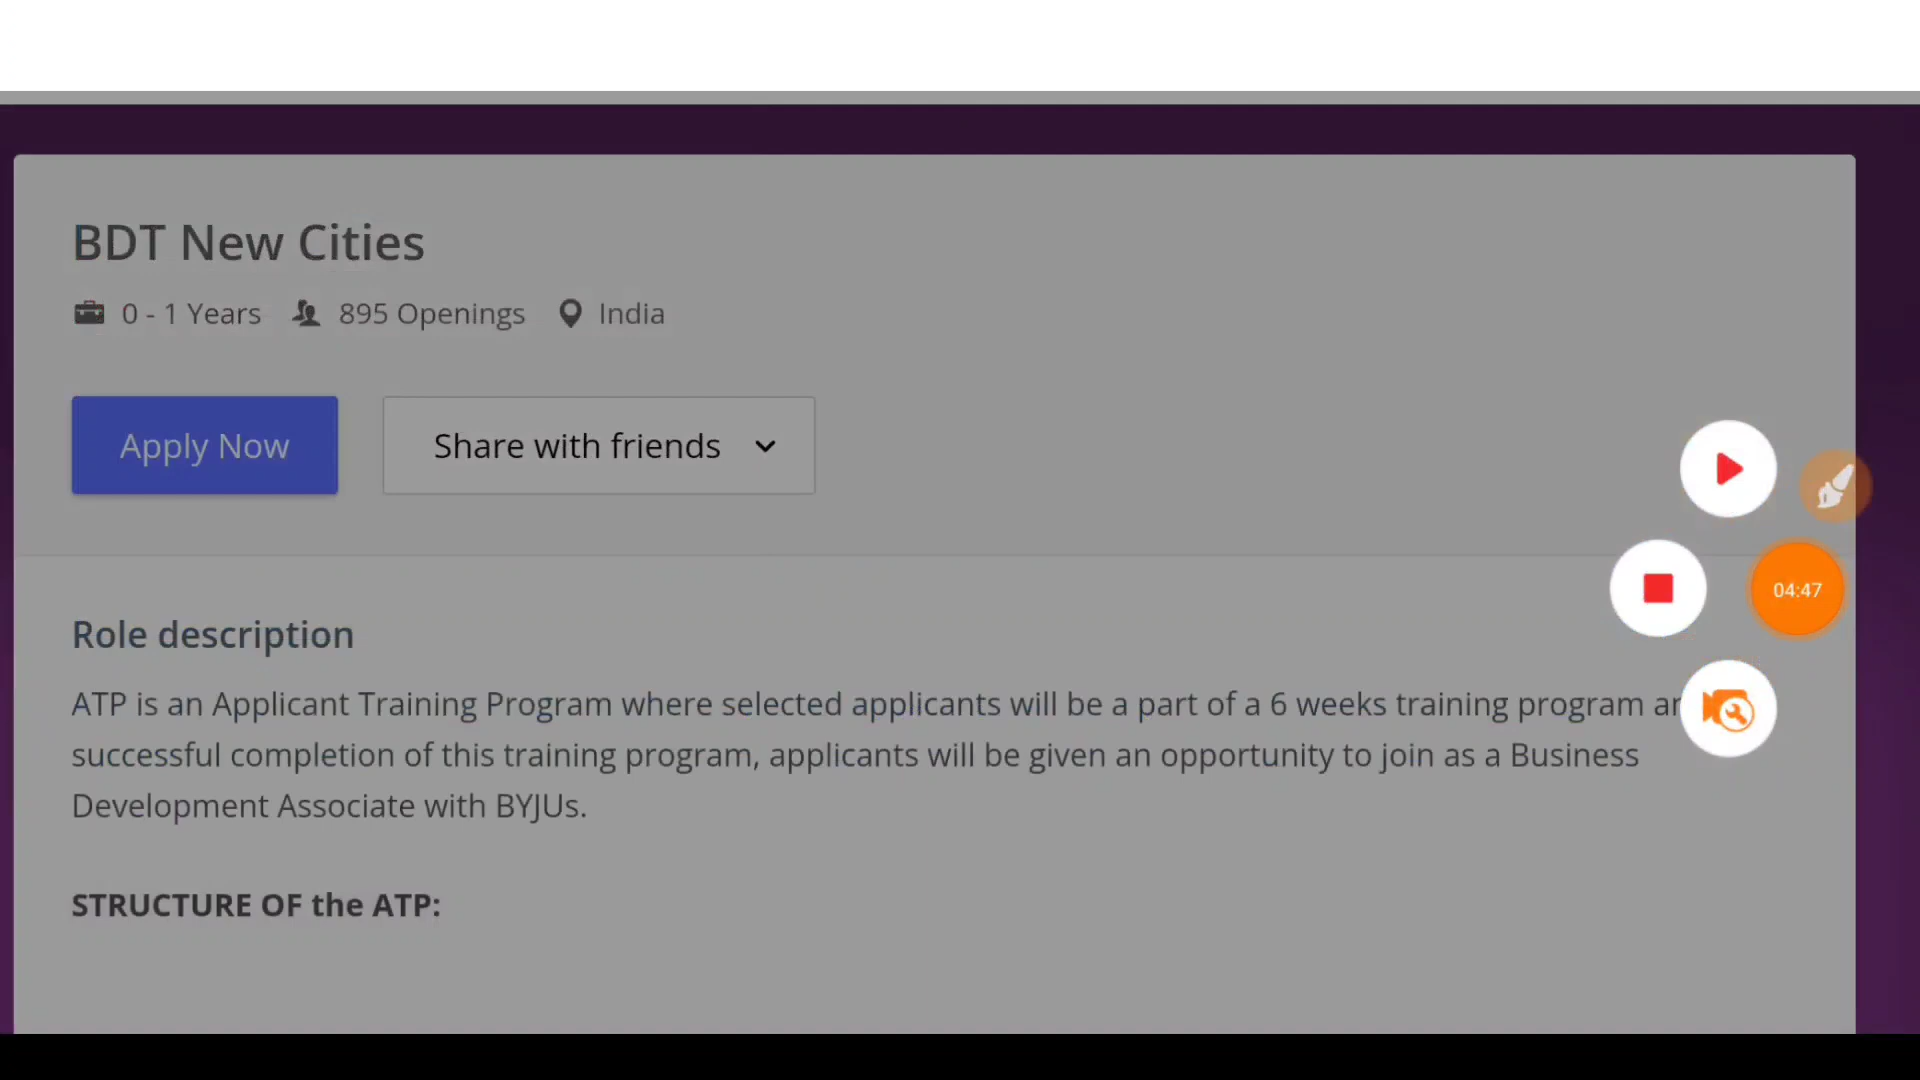 BDT New Cities
0 - 1 Years 895 Openings India
Apply Now Share with friends
04:47
Role description
ATP is an Applicant Training Program where selected applicants will be a part of a 6 weeks training program
successful completion of this training program, applicants will be given an opportunity to join as a Business
Development Associate with BYJUs.
STRUCTURE OF the ATP: